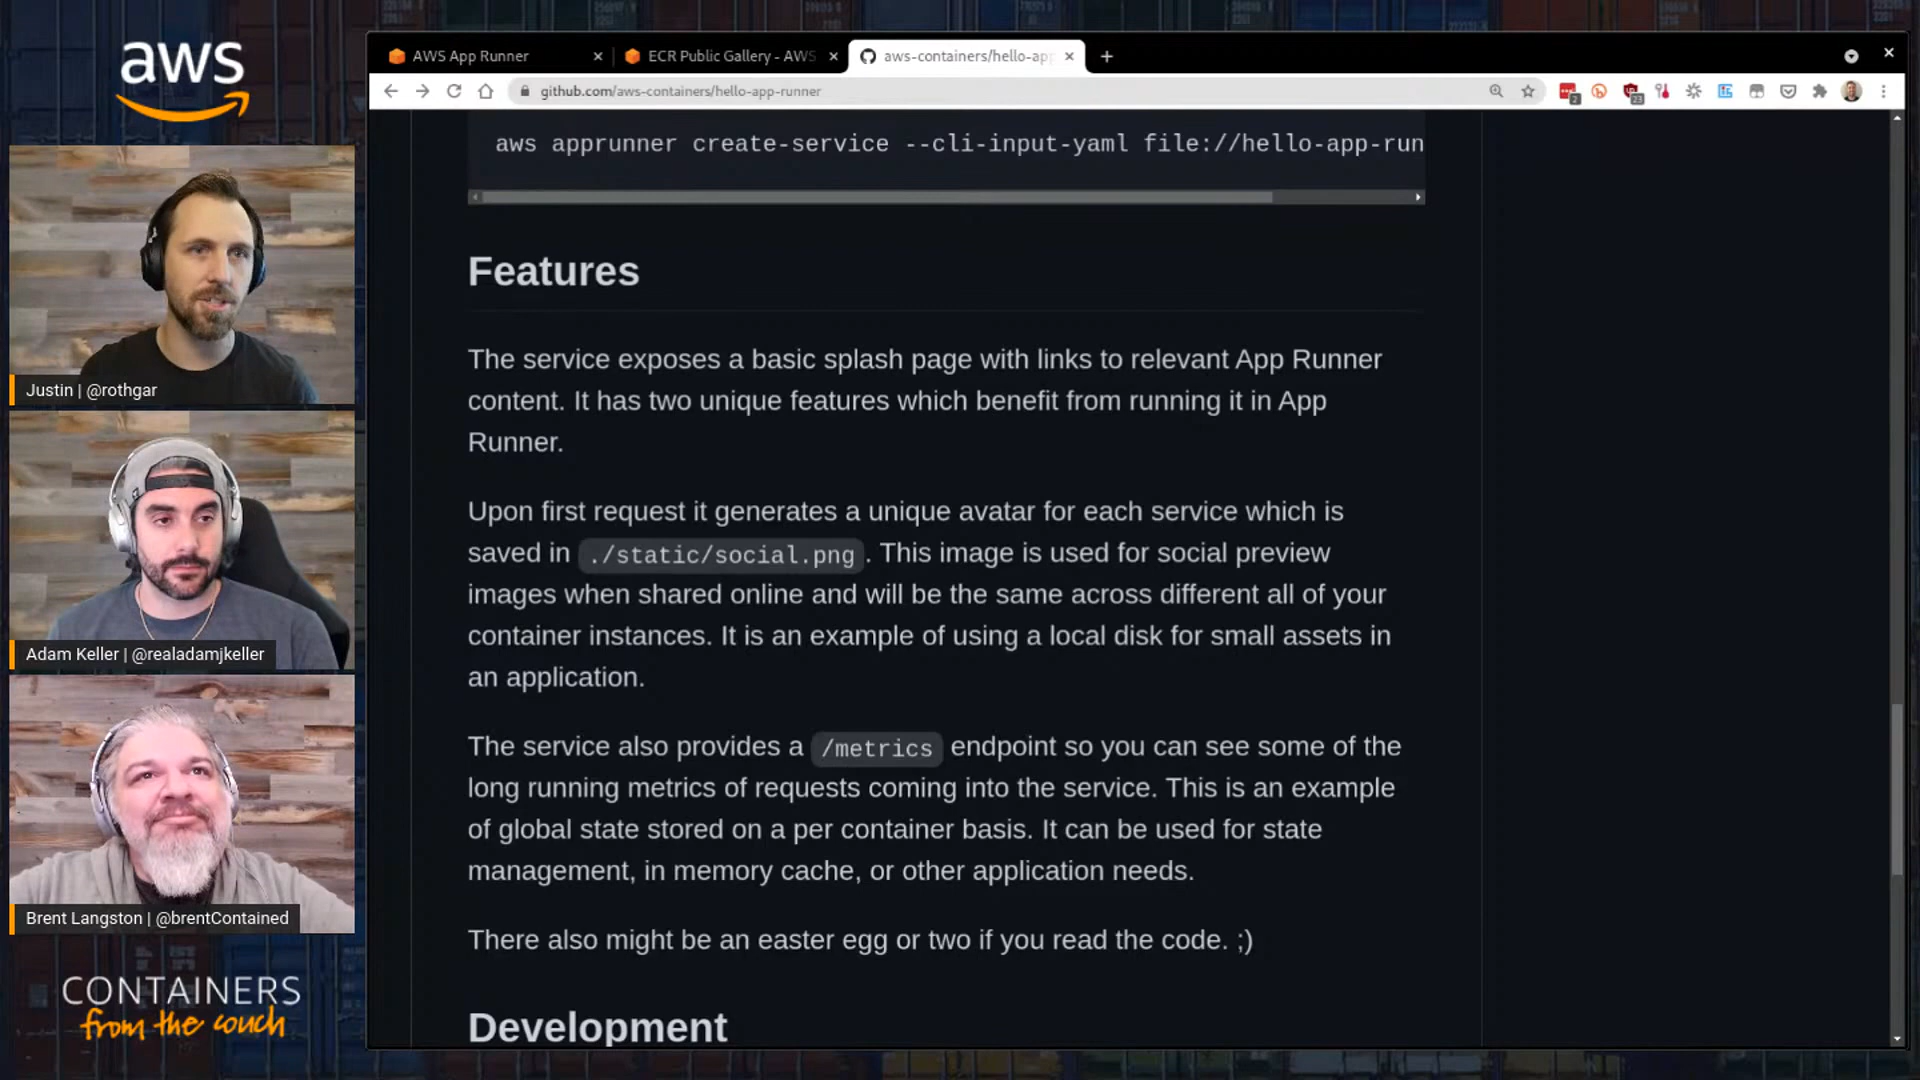 aws
Justin | @rothgar
Adam Keller | @realadamjkeller
Brent Langston | @brentContained
CONTAINERS
from the couch
AWS App Runner
ECR Public Gallery - AWS
aws-containers/hello-app
github.com/aws-containers/hello-app-runner
2
23
aws apprunner create-service --cli-input-yaml file://hello-app-run
Features
The service exposes a basic splash page with links to relevant App Runner
content. It has two unique features which benefit from running it in App
Runner.
Upon first request it generates a unique avatar for each service which is
saved in ./static/social.png. This image is used for social preview
images when shared online and will be the same across different all of your
container instances. It is an example of using a local disk for small assets in
an application.
The service also provides a /metrics endpoint so you can see some of the
long running metrics of requests coming into the service. This is an example
of global state stored on a per container basis. It can be used for state
management, in memory cache, or other application needs.
There also might be an easter egg or two if you read the code. ;)
Development